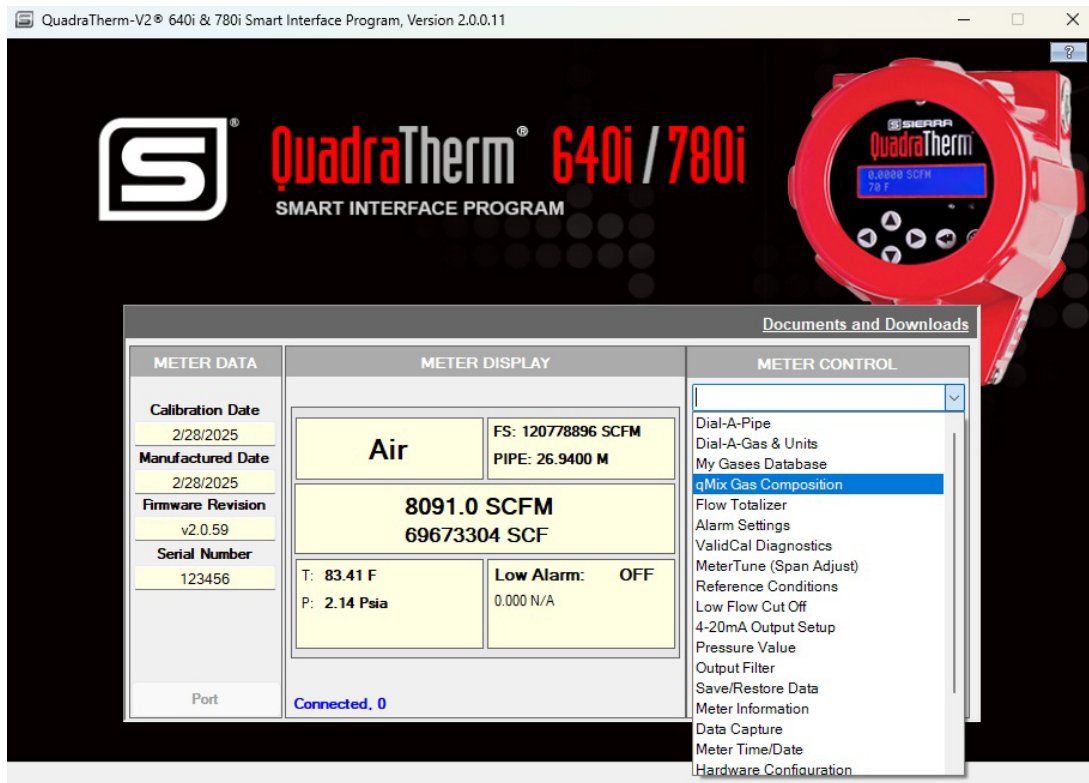 QuadraTherm-V2® 640i & 780i Smart Interface Program, Version 2.0.0.11
?
S®
QuadraTherm® 640i / 780i
SMART INTERFACE PROGRAM
SIERRA
QuadraTherm
0.0000 SCFM
70 F
Documents and Downloads
METER DATA
Calibration Date
2/28/2025
Manufactured Date
2/28/2025
Firmware Revision
v2.0.59
Serial Number
123456
Port
METER DISPLAY
Air
FS: 120778896 SCFM
PIPE: 26.9400 M
8091.0 SCFM
69673304 SCF
T: 83.41 F
P: 2.14 Psia
Low Alarm: OFF
0.000 N/A
Connected, 0
METER CONTROL
Dial-A-Pipe
Dial-A-Gas & Units
My Gases Database
qMix Gas Composition
Flow Totalizer
Alarm Settings
ValidCal Diagnostics
MeterTune (Span Adjust)
Reference Conditions
Low Flow Cut Off
4-20mA Output Setup
Pressure Value
Output Filter
Save/Restore Data
Meter Information
Data Capture
Meter Time/Date
Hardware Configuration